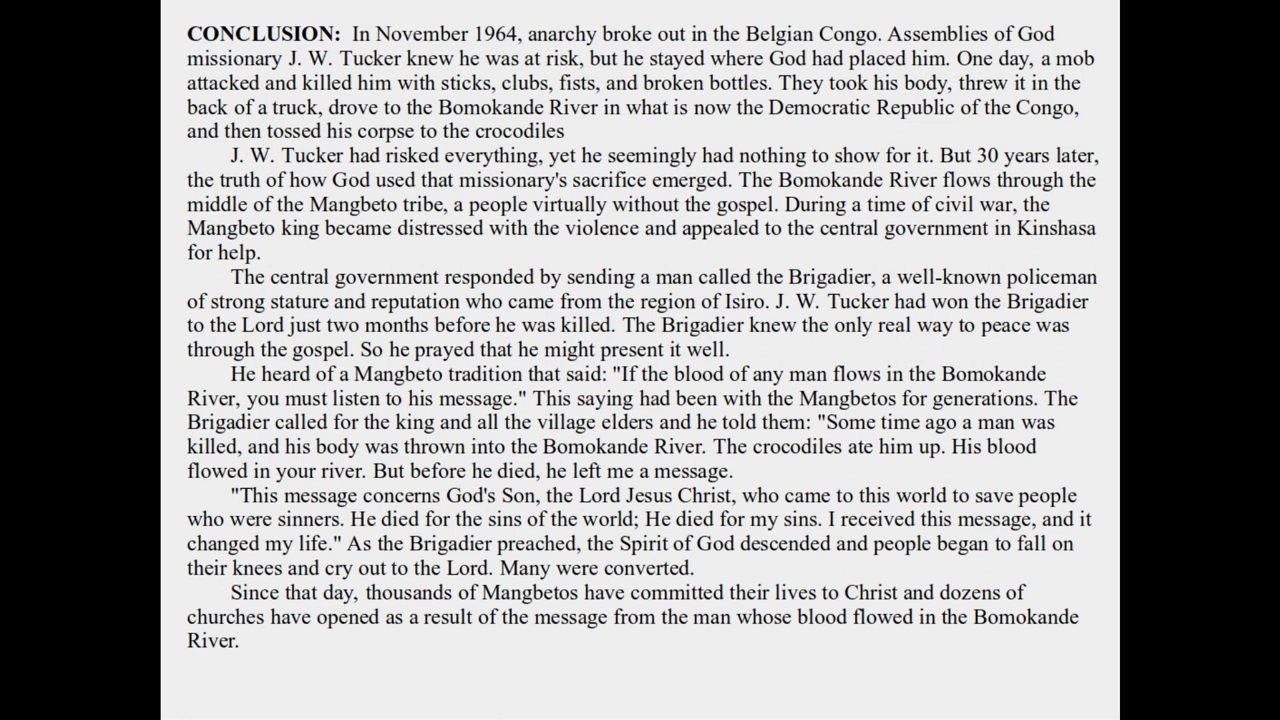 CONCLUSION: In November 1964, anarchy broke out in the Belgian Congo. Assemblies of God
missionary J. W. Tucker knew he was at risk, but he stayed where God had placed him. One day, a mob
attacked and killed him with sticks, clubs, fists, and broken bottles. They took his body, threw it in the
back of a truck, drove to the Bomokande River in what is now the Democratic Republic of the Congo,
and then tossed his corpse to the crocodiles
J. W. Tucker had risked everything, yet he seemingly had nothing to show for it. But 30 years later,
the truth of how God used that missionary's sacrifice emerged. The Bomokande River flows through the
middle of the Mangbeto tribe, a people virtually without the gospel. During a time of civil war, the
Mangbeto king became distressed with the violence and appealed to the central government in Kinshasa
for help.
The central government responded by sending a man called the Brigadier, a well-known policeman
of strong stature and reputation who came from the region of Isiro. J. W. Tucker had won the Brigadier
to the Lord just two months before he was killed. The Brigadier knew the only real way to peace was
through the gospel. So he prayed that he might present it well.
He heard of a Mangbeto tradition that said: "If the blood of any man flows in the Bomokande
River, you must listen to his message." This saying had been with the Mangbetos for generations. The
Brigadier called for the king and all the village elders and he told them: "Some time ago a man was
killed, and his body was thrown into the Bomokande River. The crocodiles ate him up. His blood
flowed in your river. But before he died, he left me a message.
"This message concerns God's Son, the Lord Jesus Christ, who came to this world to save people
who were sinners. He died for the sins of the world; He died for my sins. I received this message, and it
changed my life." As the Brigadier preached, the Spirit of God descended and people began to fall on
their knees and cry out to the Lord. Many were converted.
Since that day, thousands of Mangbetos have committed their lives to Christ and dozens of
churches have opened as a result of the message from the man whose blood flowed in the Bomokande
River.